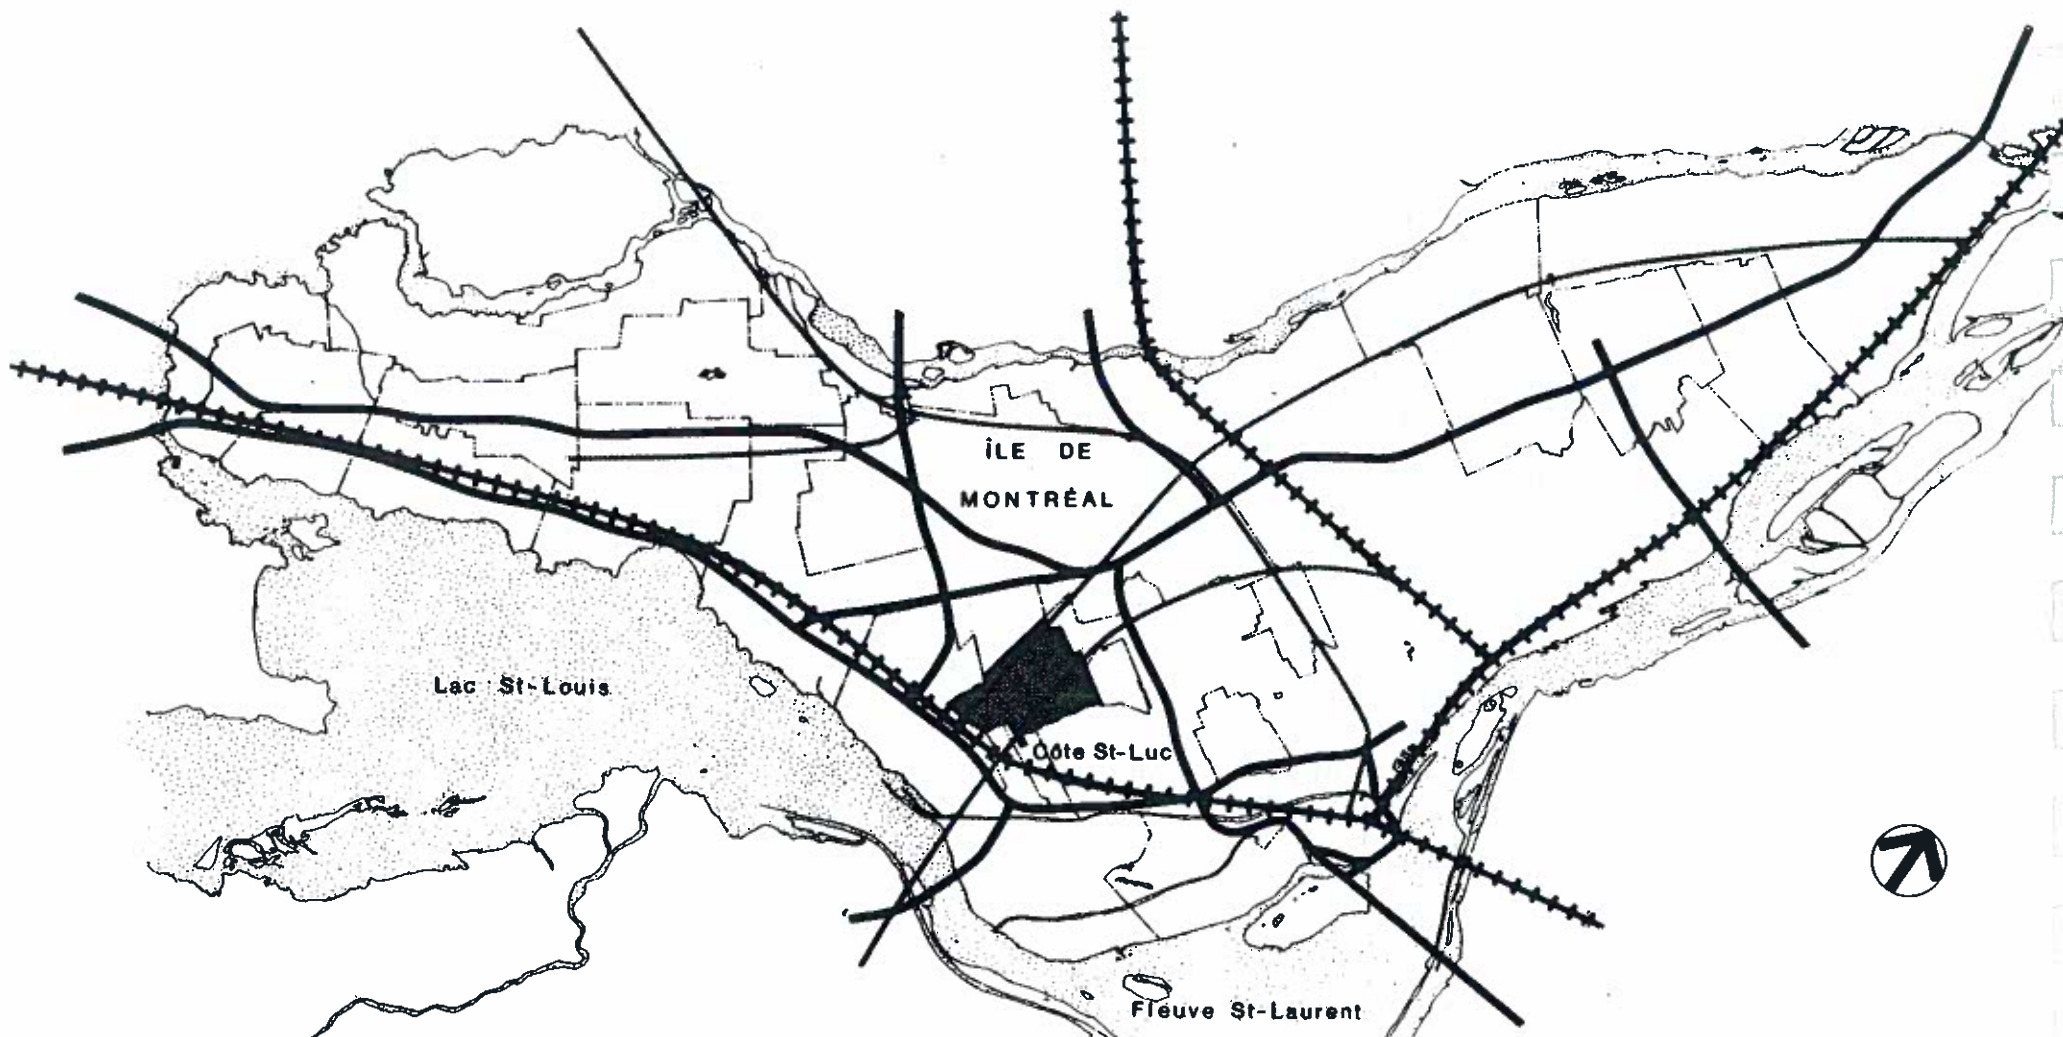 ÎLE DE
MONTRÉAL
Lac St-Louis
Côte St-Luc
Fleuve St-Laurent